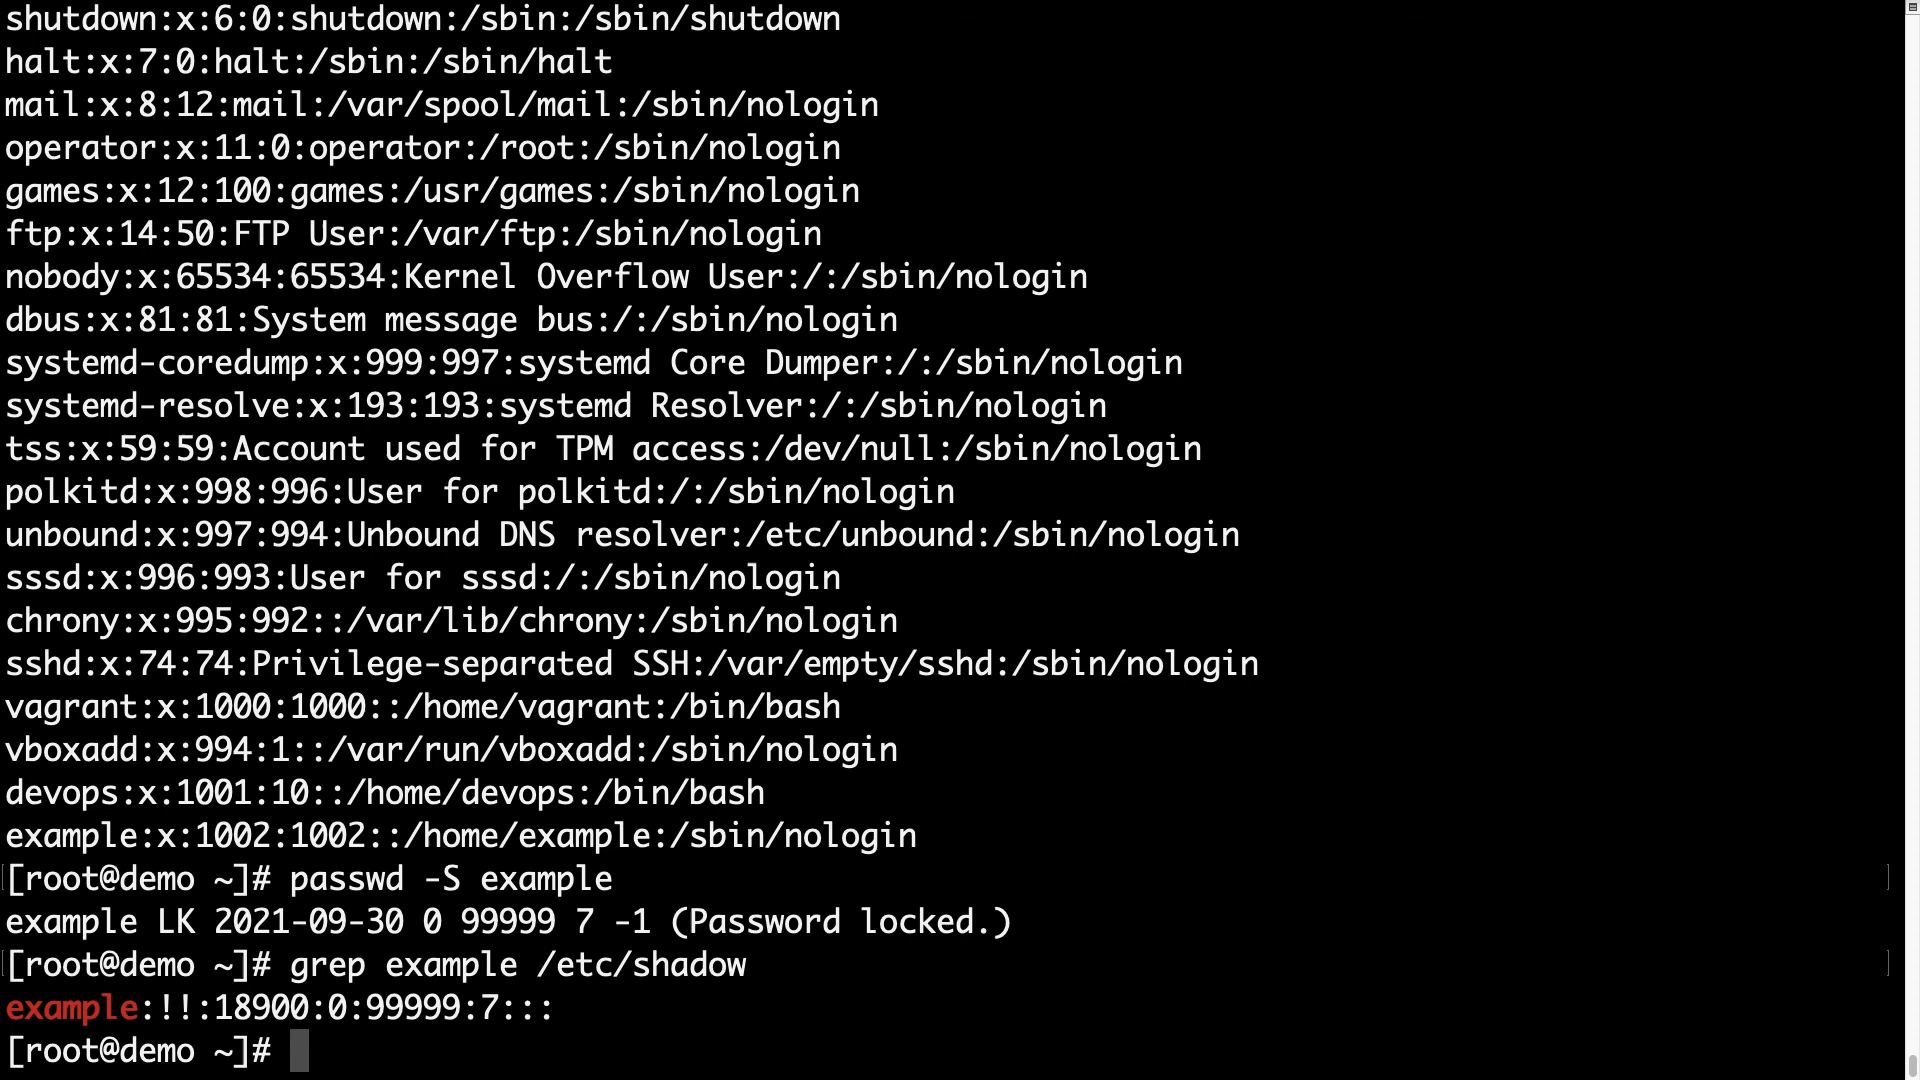 shutdown:x:6:0:shutdown:/sbin:/sbin/shutdown
halt:x:7:0:halt:/sbin:/sbin/halt
mail:x:8:12:mail:/var/spool/mail:/sbin/nologin
operator:x:11:0:operator:/root:/sbin/nologin
games:x:12:100:games:/usr/games:/sbin/nologin
ftp:x:14:50:FTP User:/var/ftp:/sbin/nologin
nobody:x:65534:65534:Kernel Overflow User:/:/sbin/nologin
dbus:x:81:81:System message bus:/:/sbin/nologin
systemd-coredump:x:999:997:systemd Core Dumper:/:/sbin/nologin
systemd-resolve:x:193:193:systemd Resolver:/:/sbin/nologin
tss:x:59:59:Account used for TPM access:/dev/null:/sbin/nologin
polkitd:x:998:996:User for polkitd:/:/sbin/nologin
unbound:x:997:994:Unbound DNS resolver:/etc/unbound:/sbin/nologin
sssd:x:996:993:User for sssd:/:/sbin/nologin
chrony:x:995:992::/var/lib/chrony:/sbin/nologin
sshd:x:74:74:Privilege-separated SSH:/var/empty/sshd:/sbin/nologin
vagrant:x:1000:1000::/home/vagrant:/bin/bash
vboxadd:x:994:1::/var/run/vboxadd:/sbin/nologin
devops:x:1001:10::/home/devops:/bin/bash
example:x:1002:1002::/home/example:/sbin/nologin
[root@demo ~]# passwd -S example
example LK 2021-09-30 0 99999 7 -1 (Password locked.)
[root@demo ~]# grep example /etc/shadow
example:!!:18900:0:99999:7:::
[root@demo ~]#